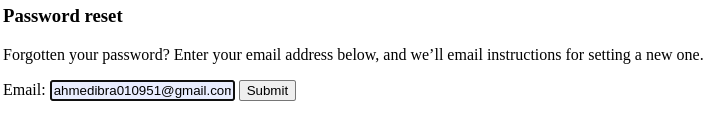 Password reset
Forgotten your password? Enter your email address below, and we’ll email instructions for setting a new one.
Email: ahmedibra010951@gmail.com Submit